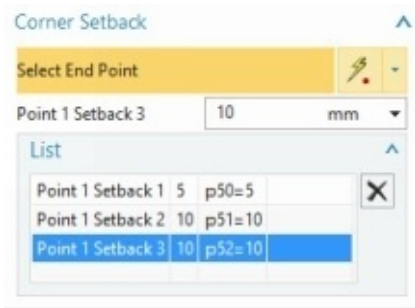 Corner Setback
Select End Point
Point 1 Setback 3 10 mm
List
Point 1 Setback 1 5 p50=5
Point 1 Setback 2 10 p51=10
Point 1 Setback 3 10 p52=10